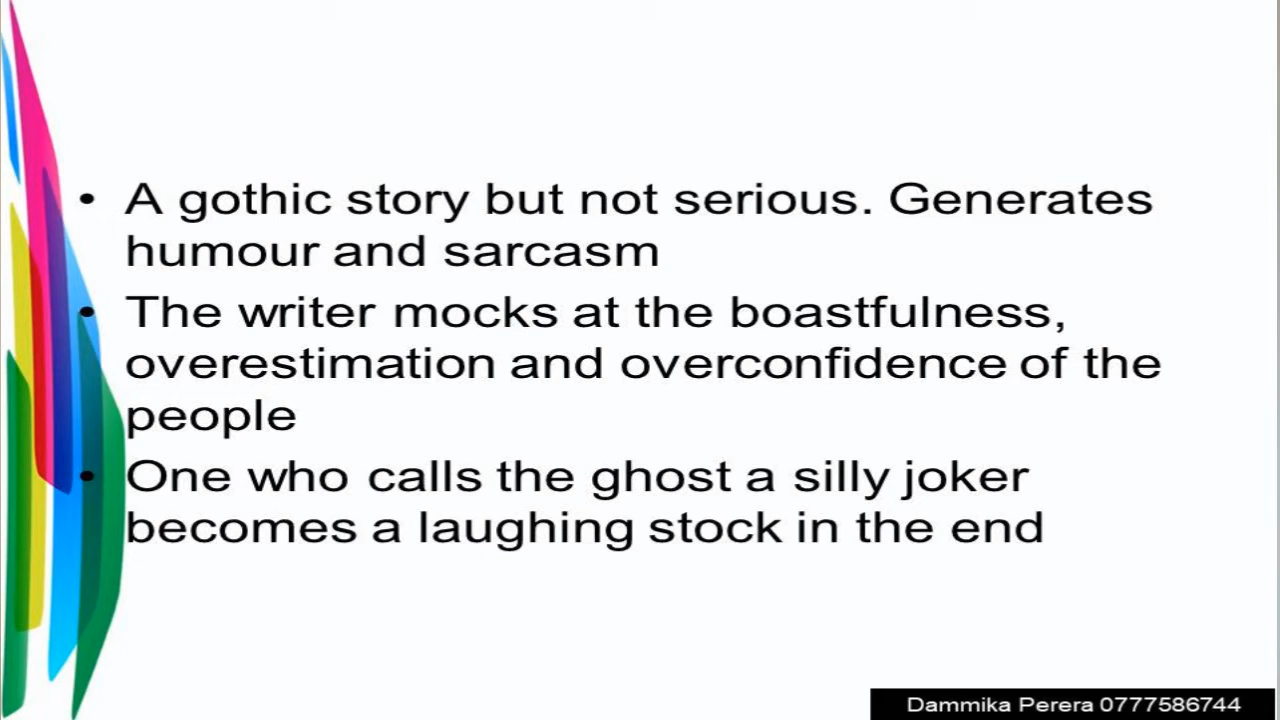 • A gothic story but not serious. Generates
humour and sarcasm
• The writer mocks at the boastfulness,
overestimation and overconfidence of the
people
• One who calls the ghost a silly joker
becomes a laughing stock in the end
Dammika Perera 0777586744